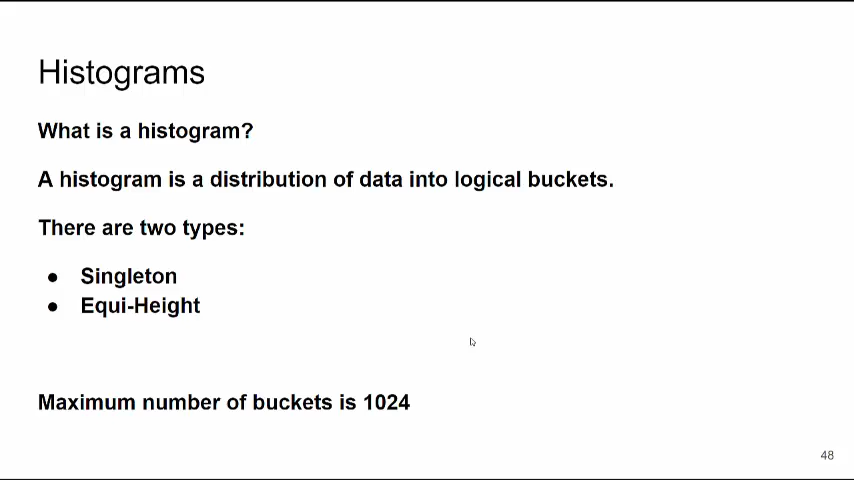 Histograms
What is a histogram?
A histogram is a distribution of data into logical buckets.
There are two types:
● Singleton
● Equi-Height
Maximum number of buckets is 1024
48